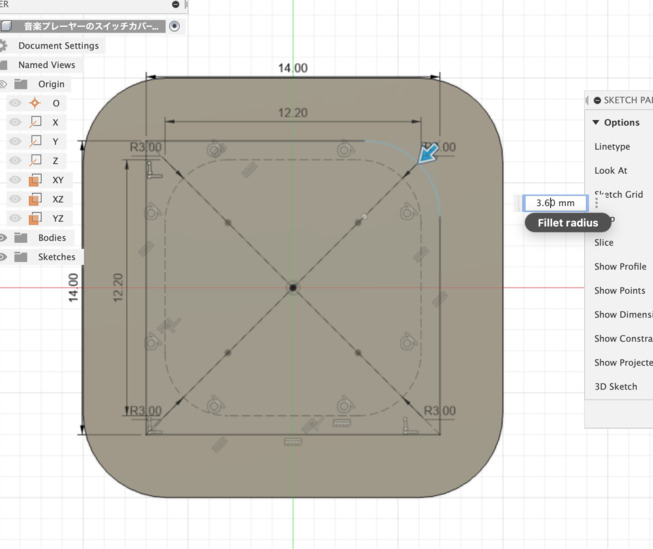 ER
音楽プレーヤーのスイッチカバー...
Document Settings
Named Views
Origin
O
X
Y
Z
XY
XZ
YZ
Bodies
Sketches
14.00
12.20
R3.00
14.00
12.20
R3.00
R3.00
3.60 mm
Fillet radius
SKETCH PA
Options
Linetype
Look At
Sketch Grid
Slice
Show Profile
Show Points
Show Dimensi
Show Constra
Show Projecte
3D Sketch